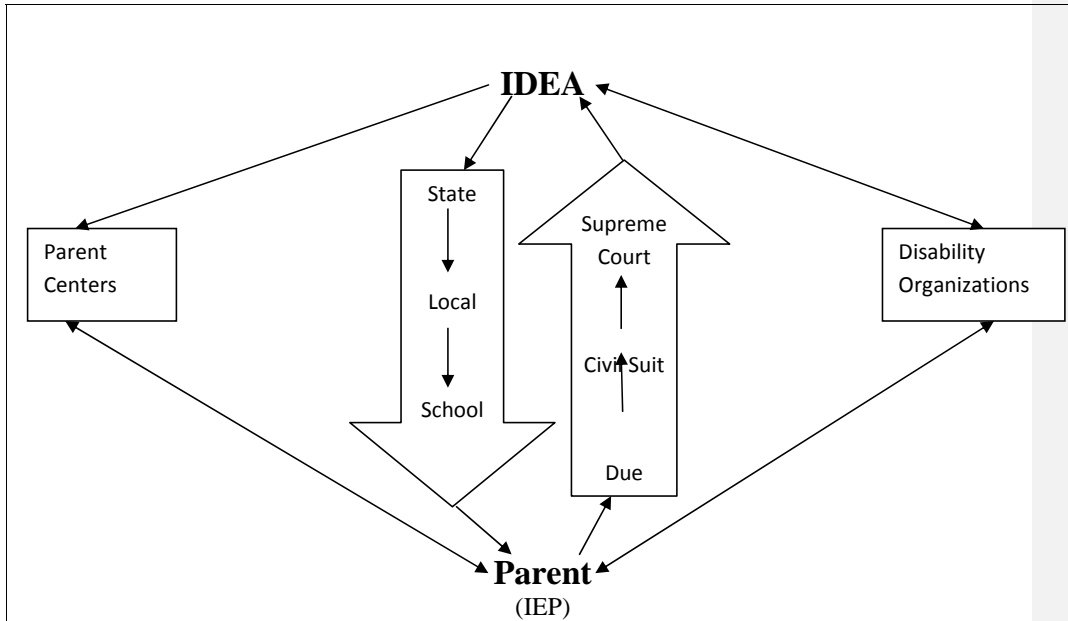 IDEA
State
Supreme
Court
Parent
Centers
Disability
Organizations
Local
Civil Suit
School
Due
Parent
(IEP)